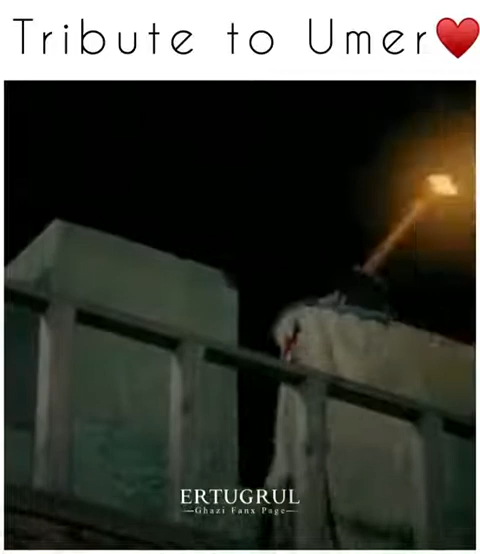 Tribute to Umer❤️
ERTUGRUL
—Ghazi Fanx Page—